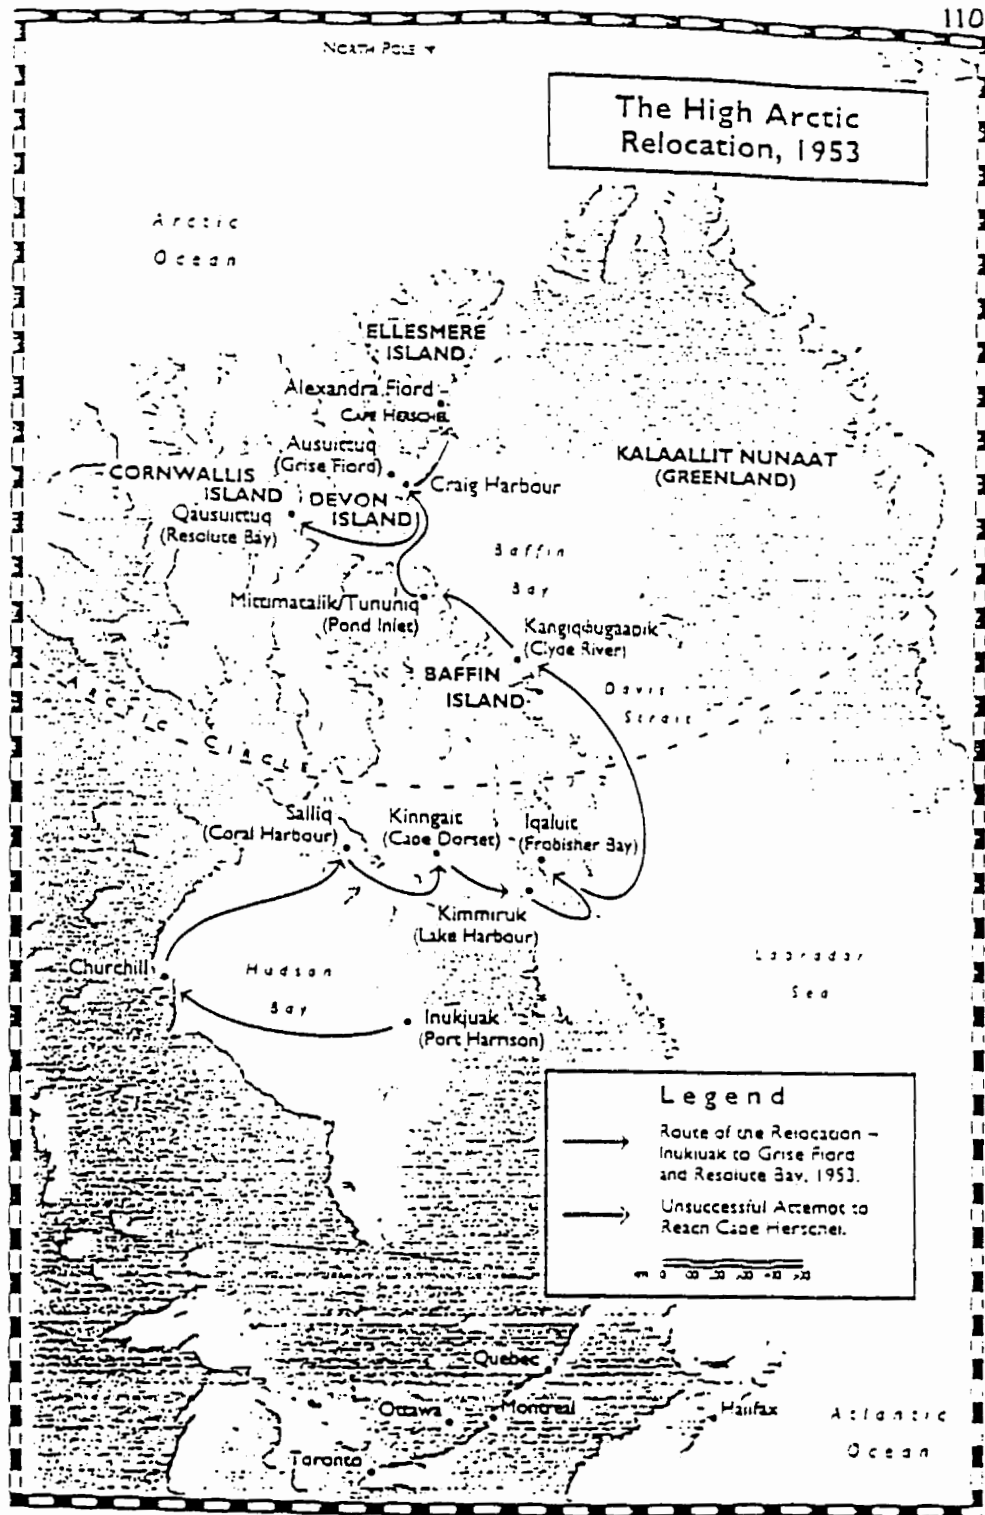 110
NORTH POLE
The High Arctic
Relocation, 1953
Arctic
Ocean
ELLESMERE
ISLAND
Alexandra Fiord
CAPE HERSCHEL
Ausuittuq
(Grise Fiord)
Craig Harbour
KALAALLIT NUNAAT
(GREENLAND)
CORNWALLIS
ISLAND
DEVON
ISLAND
Qausuittuq
(Resolute Bay)
Baffin
Bay
Mittimatalik/Tununiq
(Pond Inlet)
(Clyde River)
BAFFIN
ISLAND
Davis
Strait
ARCTIC CIRCLE
Salliq
(Coral Harbour)
Kinngait
(Cape Dorset)
Iqaluit
(Frobisher Bay)
Kimmiruk
(Lake Harbour)
Churchill
Hudson
Bay
Labrador
Sea
Inukjuak
(Port Harrison)
Legend
Route of the Relocation –
Inukjuak to Grise Fiord
and Resolute Bay, 1953.
Unsuccessful Attempt to
Reach Cape Herschel.
Quebec
Ottawa
Montreal
Halifax
Toronto
Atlantic
Ocean